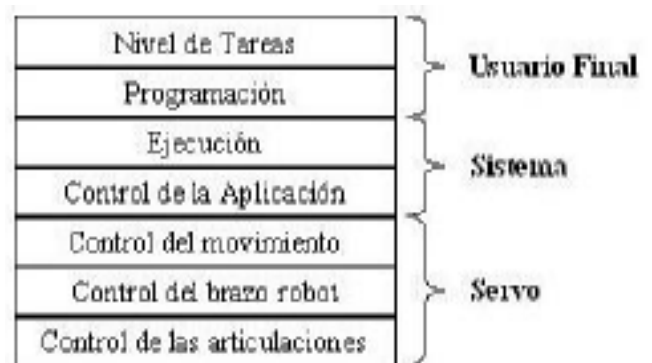 Nivel de Tareas
Programación
Usuario Final
Ejecución
Control de la Aplicación
Sistema
Control del movimiento
Control del brazo robot
Control de las articulaciones
Servo